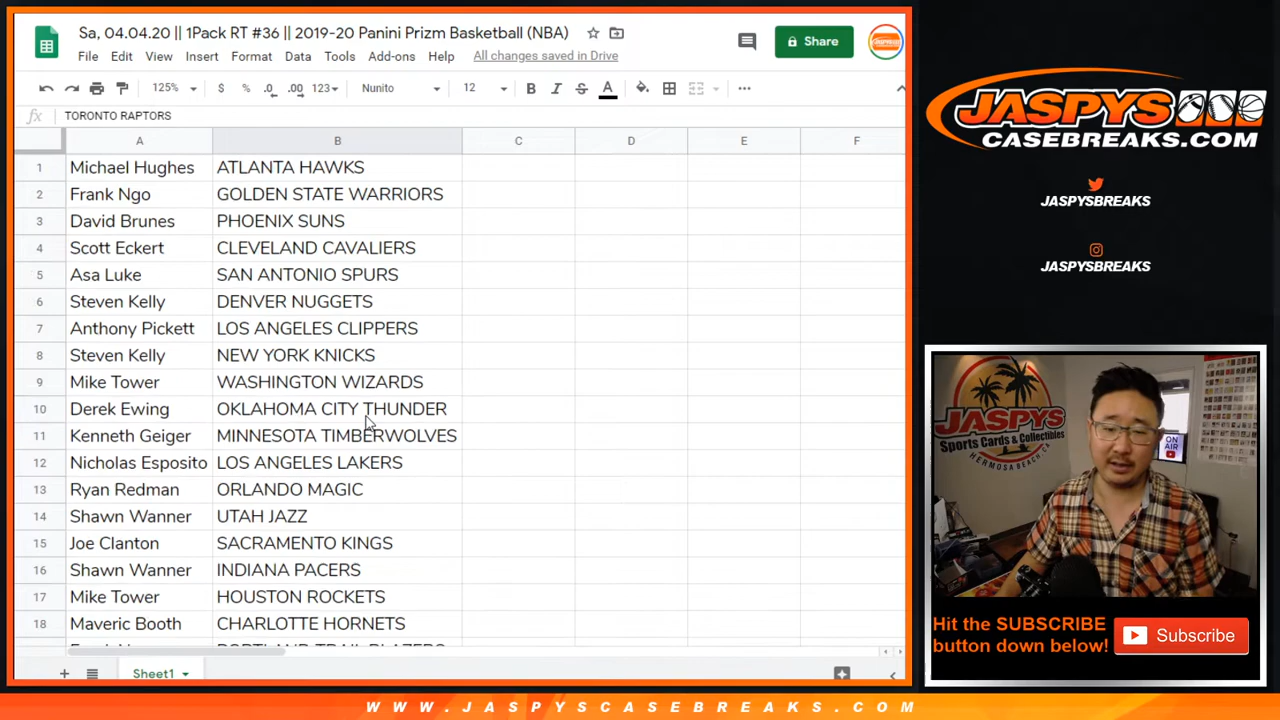 Sa, 04.04.20 || 1Pack RT #36 || 2019-20 Panini Prizm Basketball (NBA)
File Edit View Insert Format Data Tools Add-ons Help All changes saved in Drive
Share
125% $ % .0 .00 123 Nunito 12 B I S A
fx TORONTO RAPTORS
A B C D E F
1 Michael Hughes ATLANTA HAWKS
2 Frank Ngo GOLDEN STATE WARRIORS
3 David Brunes PHOENIX SUNS
4 Scott Eckert CLEVELAND CAVALIERS
5 Asa Luke SAN ANTONIO SPURS
6 Steven Kelly DENVER NUGGETS
7 Anthony Pickett LOS ANGELES CLIPPERS
8 Steven Kelly NEW YORK KNICKS
9 Mike Tower WASHINGTON WIZARDS
10 Derek Ewing OKLAHOMA CITY THUNDER
11 Kenneth Geiger MINNESOTA TIMBERWOLVES
12 Nicholas Esposito LOS ANGELES LAKERS
13 Ryan Redman ORLANDO MAGIC
14 Shawn Wanner UTAH JAZZ
15 Joe Clanton SACRAMENTO KINGS
16 Shawn Wanner INDIANA PACERS
17 Mike Tower HOUSTON ROCKETS
18 Maveric Booth CHARLOTTE HORNETS
PORTLAND TRAIL BLAZERS
Sheet1
JASPYS
CASEBREAKS.COM
JASPYSBREAKS
JASPYSBREAKS
JASPYS
Sports Cards & Collectibles
HERMOSA BEACH, CA
ON AIR
Hit the SUBSCRIBE
button down below!
Subscribe
WWW.JASPYSCASEBREAKS.COM